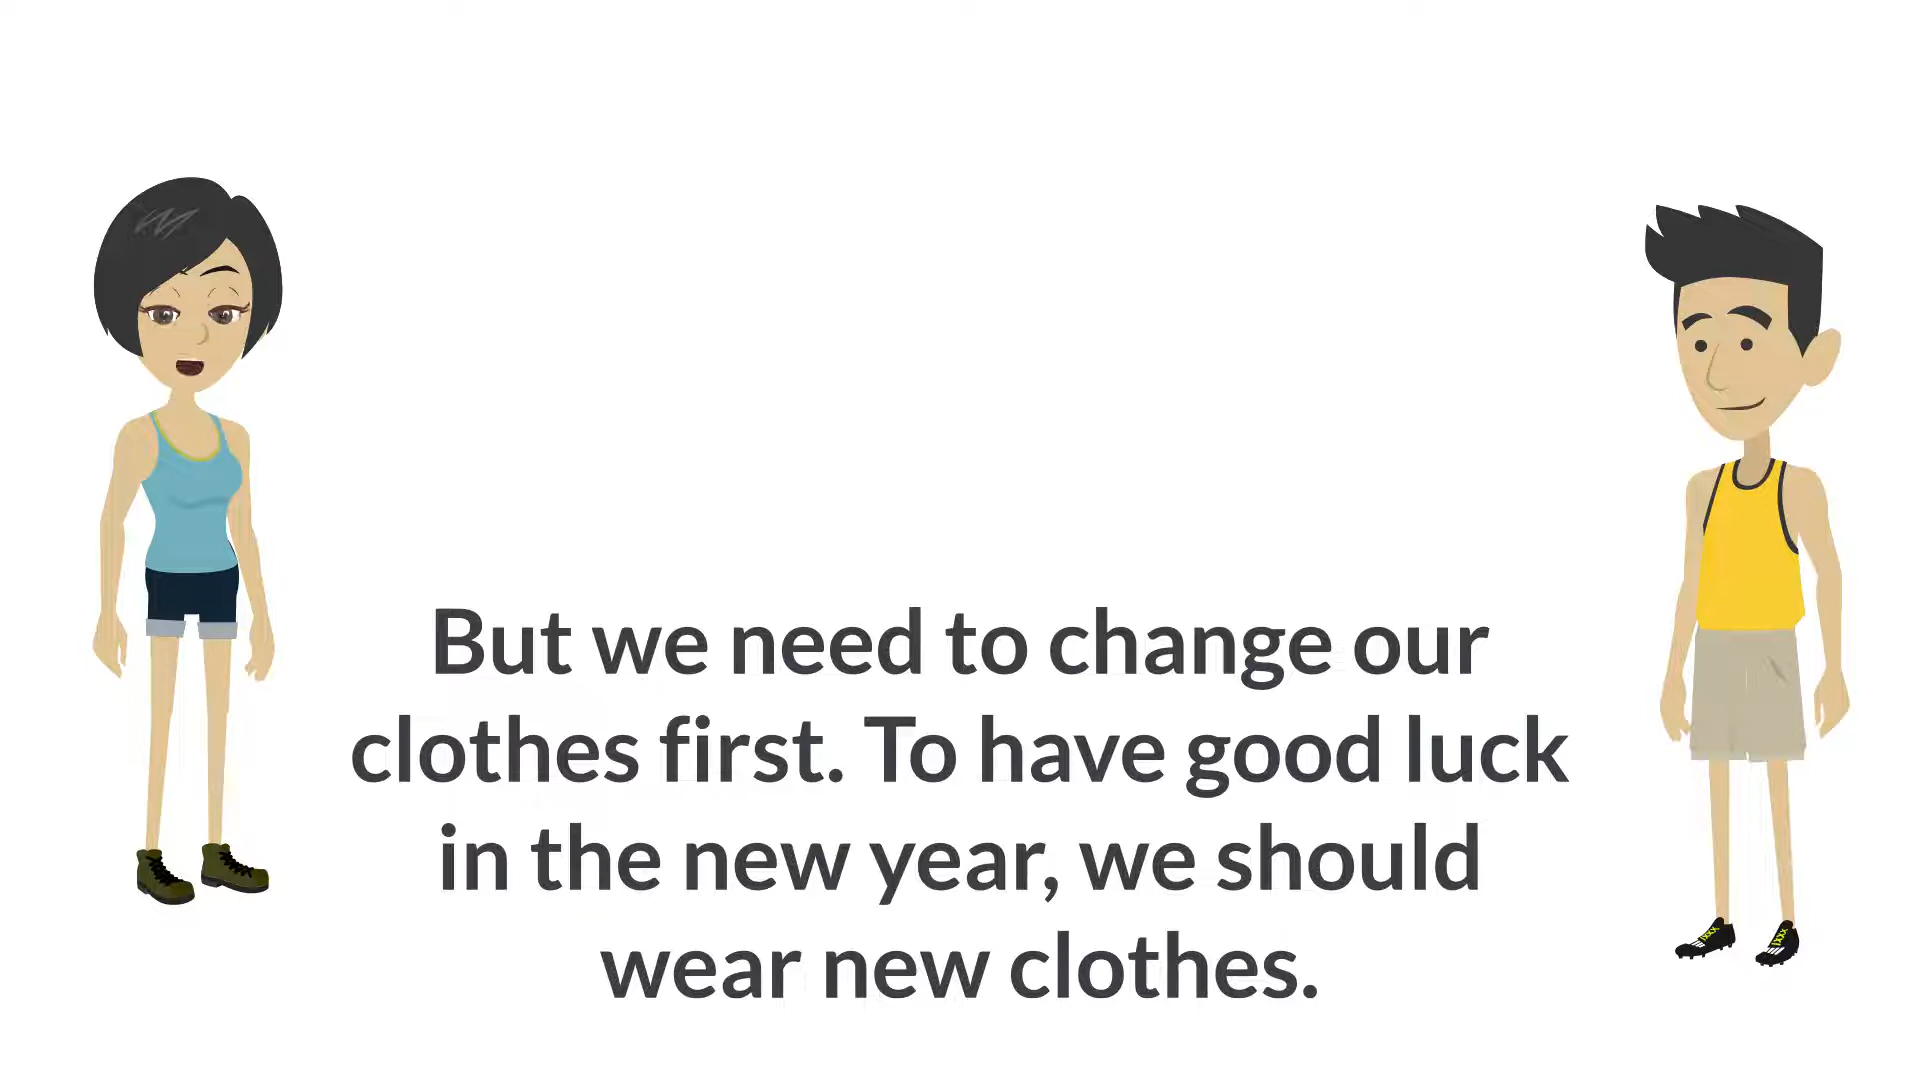 But we need to change our
clothes first. To have good luck
in the new year, we should
wear new clothes.